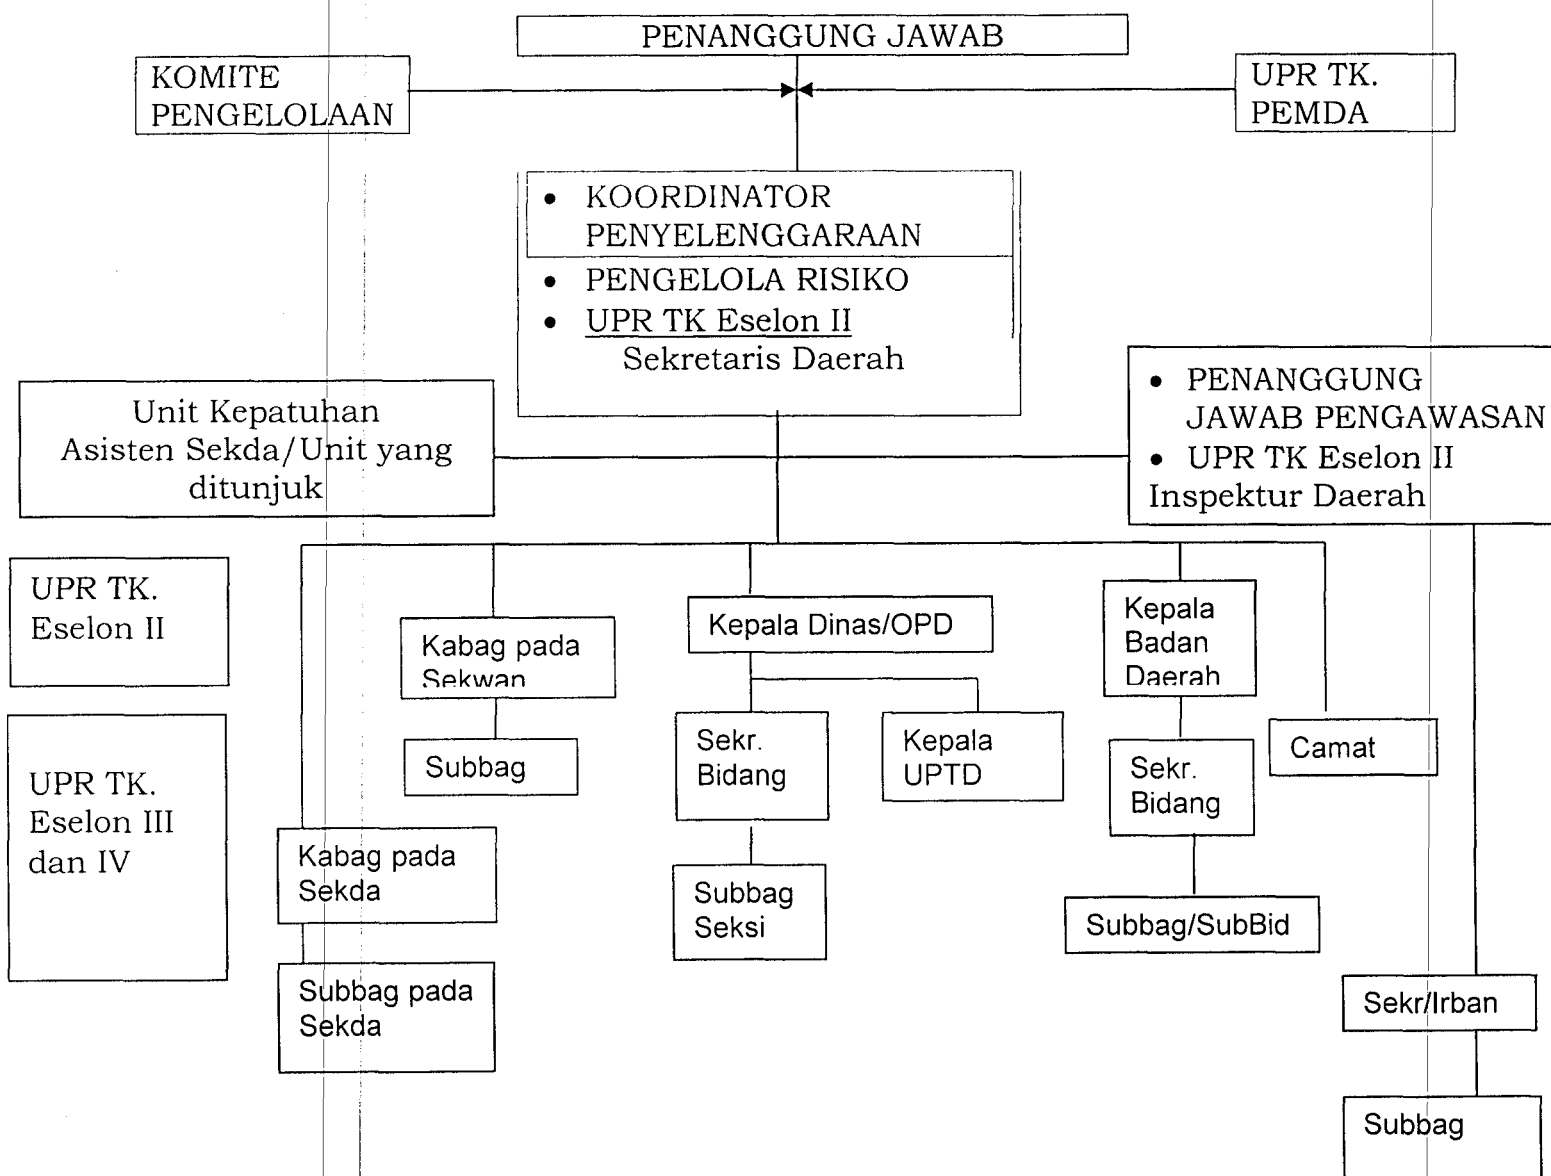 PENANGGUNG JAWAB
KOMITE
PENGELOLAAN
UPR TK.
PEMDA
• KOORDINATOR
PENYELENGGARAAN
• PENGELOLA RISIKO
• UPR TK Eselon II
Sekretaris Daerah
Unit Kepatuhan
Asisten Sekda/Unit yang
ditunjuk
• PENANGGUNG
JAWAB PENGAWASAN
• UPR TK Eselon II
Inspektur Daerah
UPR TK.
Eselon II
Kabag pada
Sekwan
Kepala Dinas/OPD
Kepala
Badan
Daerah
Subbag
Sekr.
Bidang
Kepala
UPTD
Sekr.
Bidang
Camat
UPR TK.
Eselon III
dan IV
Kabag pada
Sekda
Subbag
Seksi
Subbag/SubBid
Subbag pada
Sekda
Sekr/Irban
Subbag